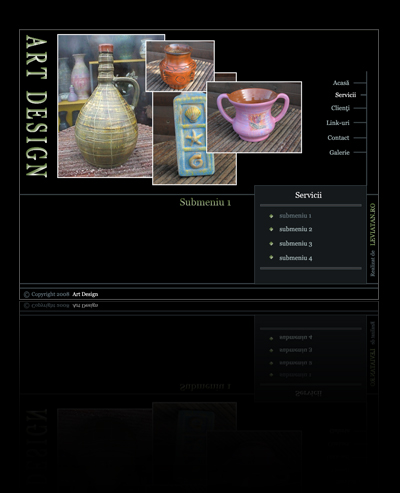 ART DESIGN
Acasă
Servicii
Clienţi
Link-uri
Contact
Galerie
Submeniu 1
Servicii
submeniu 1
submeniu 2
submeniu 3
submeniu 4
Realizat de LEVIATAN.RO
© Copyright 2008 Art Design